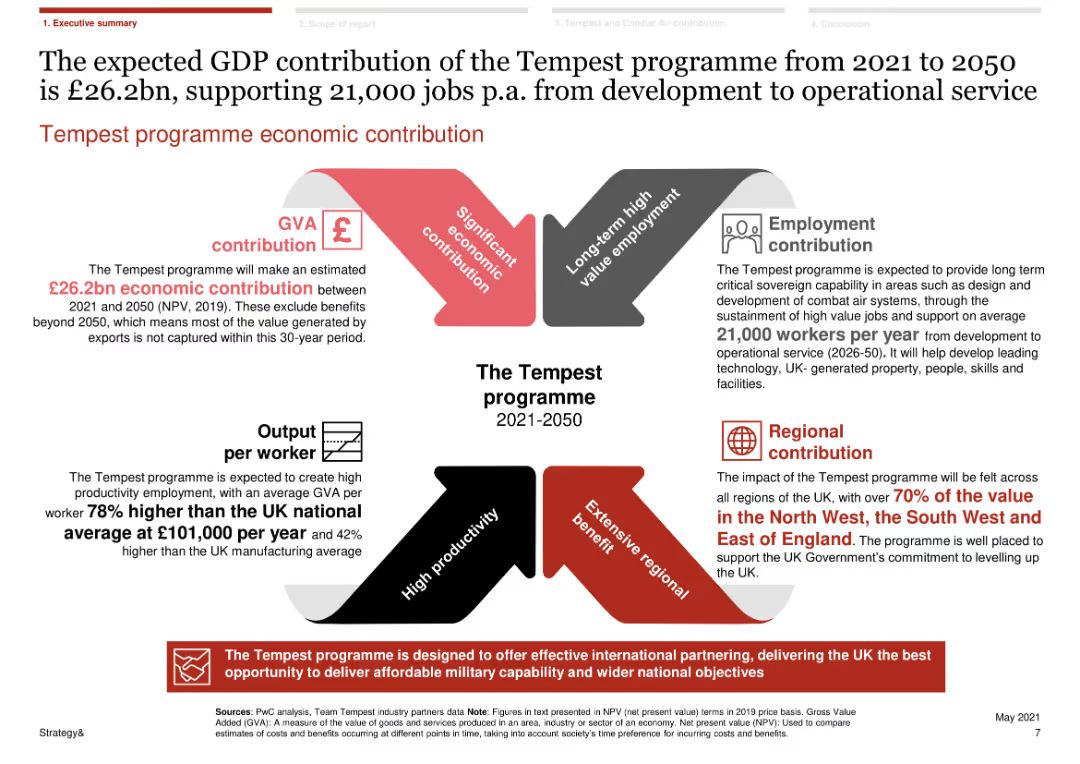 1. Executive summary
2. Scope of report
3. Tempest and Combat Air contribution
4. Conclusion
The expected GDP contribution of the Tempest programme from 2021 to 2050
is £26.2bn, supporting 21,000 jobs p.a. from development to operational service
Tempest programme economic contribution
Significant
economic
contribution
Long-term high
value employment
GVA
contribution
£
The Tempest programme will make an estimated
£26.2bn economic contribution between
2021 and 2050 (NPV, 2019). These exclude benefits
beyond 2050, which means most of the value generated by
exports is not captured within this 30-year period.
Employment
contribution
The Tempest programme is expected to provide long term
critical sovereign capability in areas such as design and
development of combat air systems, through the
sustainment of high value jobs and support on average
21,000 workers per year from development to
operational service (2026-50). It will help develop leading
technology, UK- generated property, people, skills and
facilities.
The Tempest
programme
2021-2050
Output
per worker
The Tempest programme is expected to create high
productivity employment, with an average GVA per
worker 78% higher than the UK national
average at £101,000 per year and 42%
higher than the UK manufacturing average
Regional
contribution
The impact of the Tempest programme will be felt across
all regions of the UK, with over 70% of the value
in the North West, the South West and
East of England. The programme is well placed to
support the UK Government's commitment to levelling up
the UK.
High productivity
Extensive regional
benefit
The Tempest programme is designed to offer effective international partnering, delivering the UK the best
opportunity to deliver affordable military capability and wider national objectives
Sources: PwC analysis, Team Tempest industry partners data Note: Figures in text presented in NPV (net present value) terms in 2019 price basis. Gross Value
Added (GVA): A measure of the value of goods and services produced in an area, industry or sector of an economy. Net present value (NPV): Used to compare
estimates of costs and benefits occurring at different points in time, taking into account society's time preference for incurring costs and benefits.
Strategy&
May 2021
7